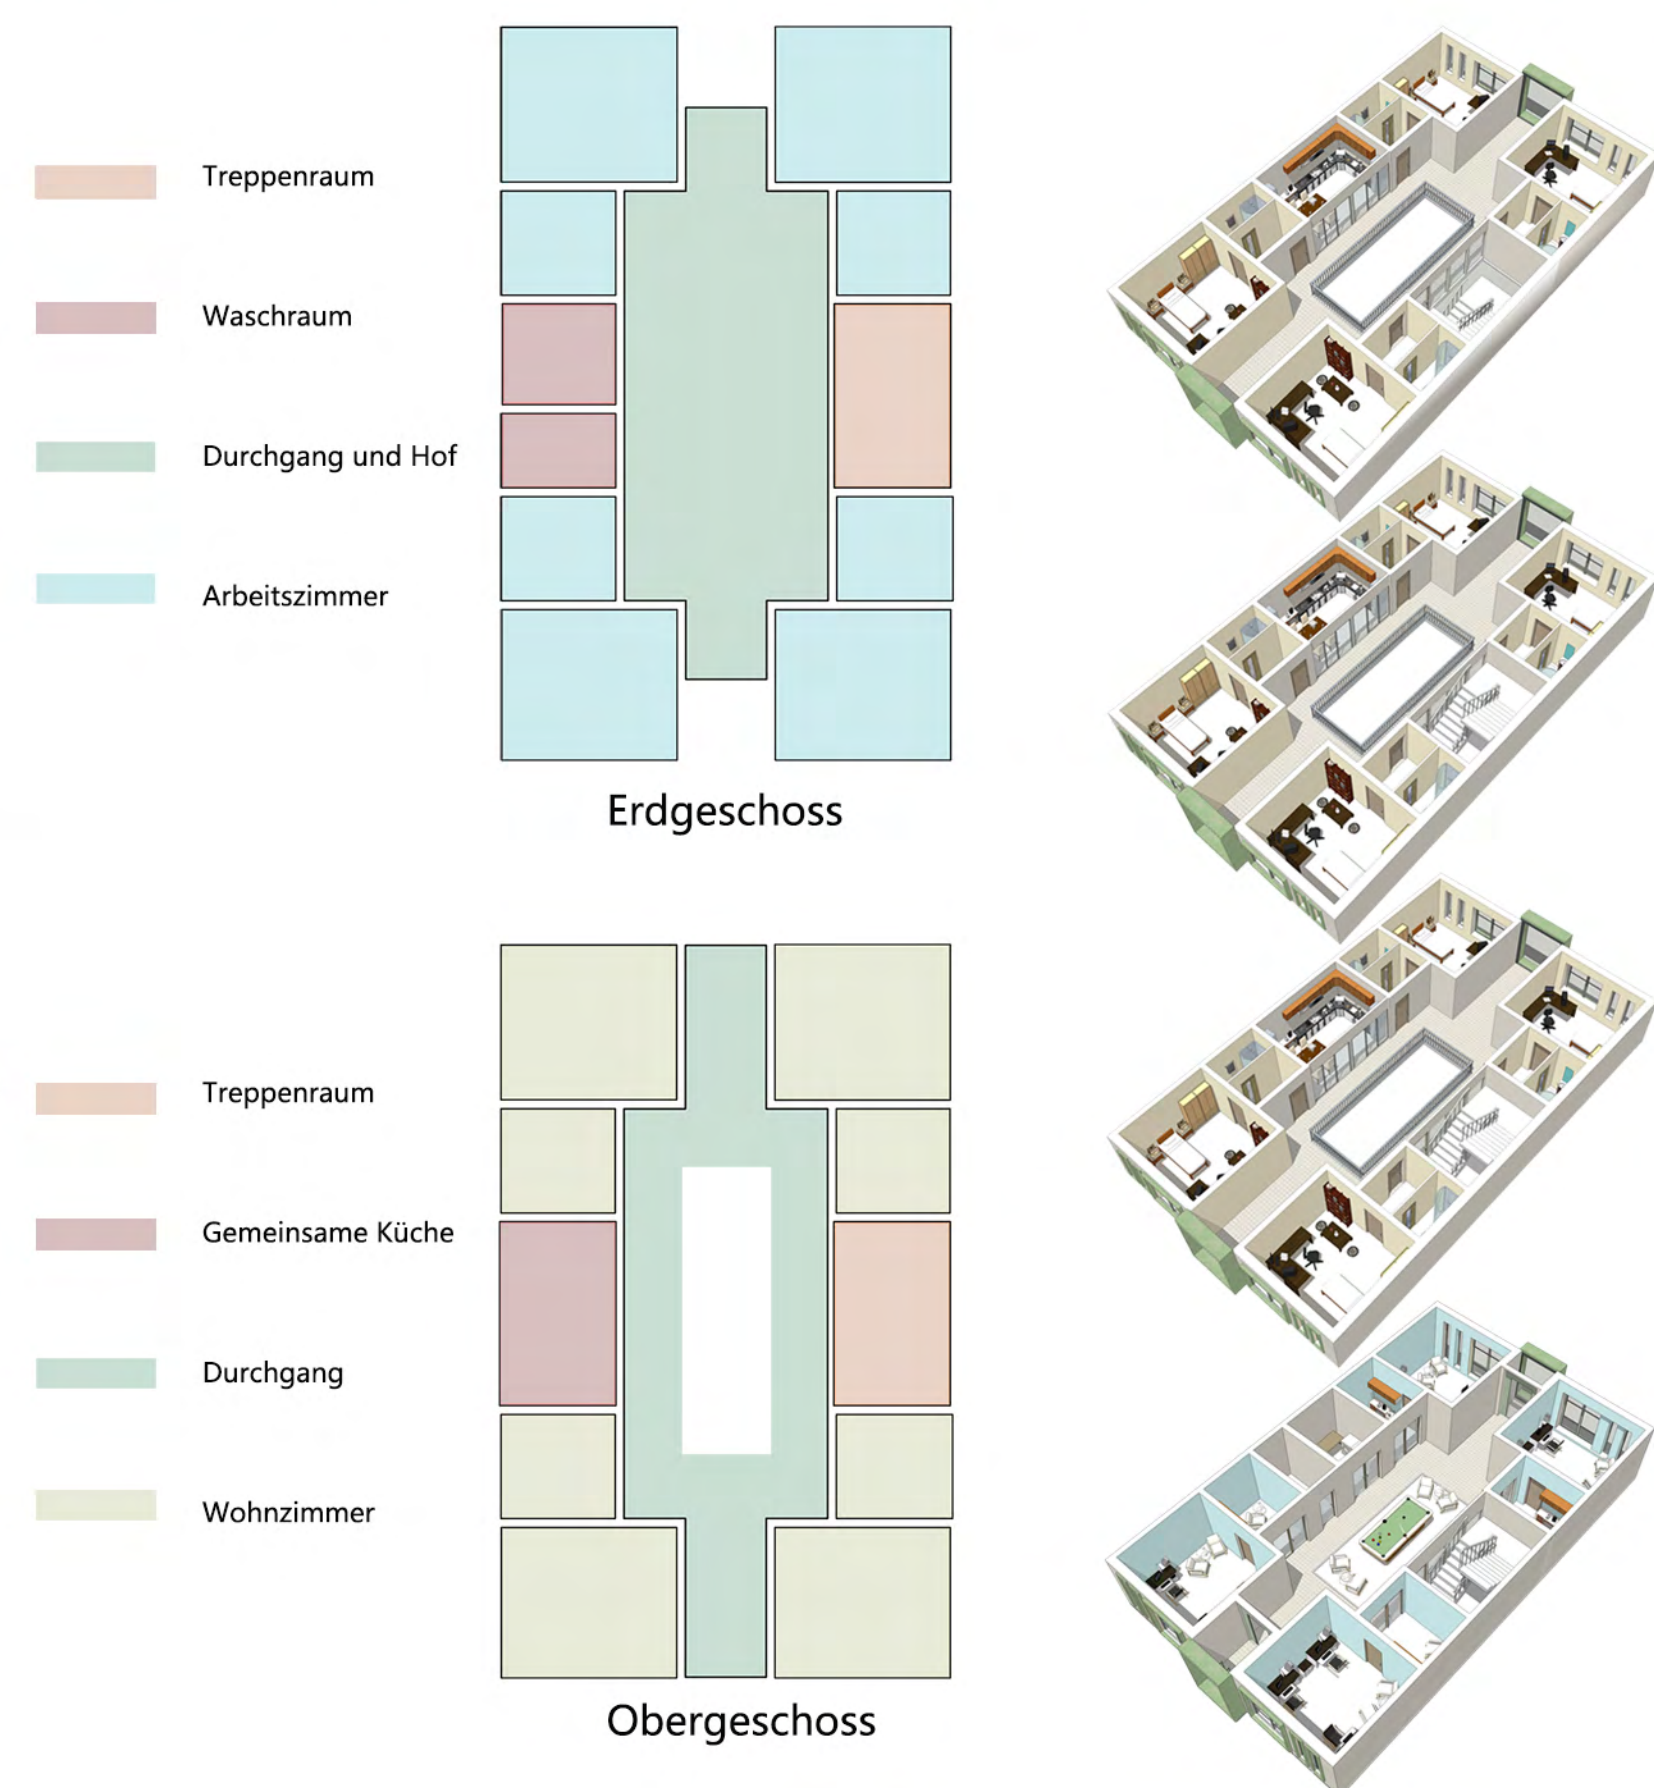 Treppenraum
Waschraum
Durchgang und Hof
Arbeitszimmer
Erdgeschoss
Treppenraum
Gemeinsame Küche
Durchgang
Wohnzimmer
Obergeschoss